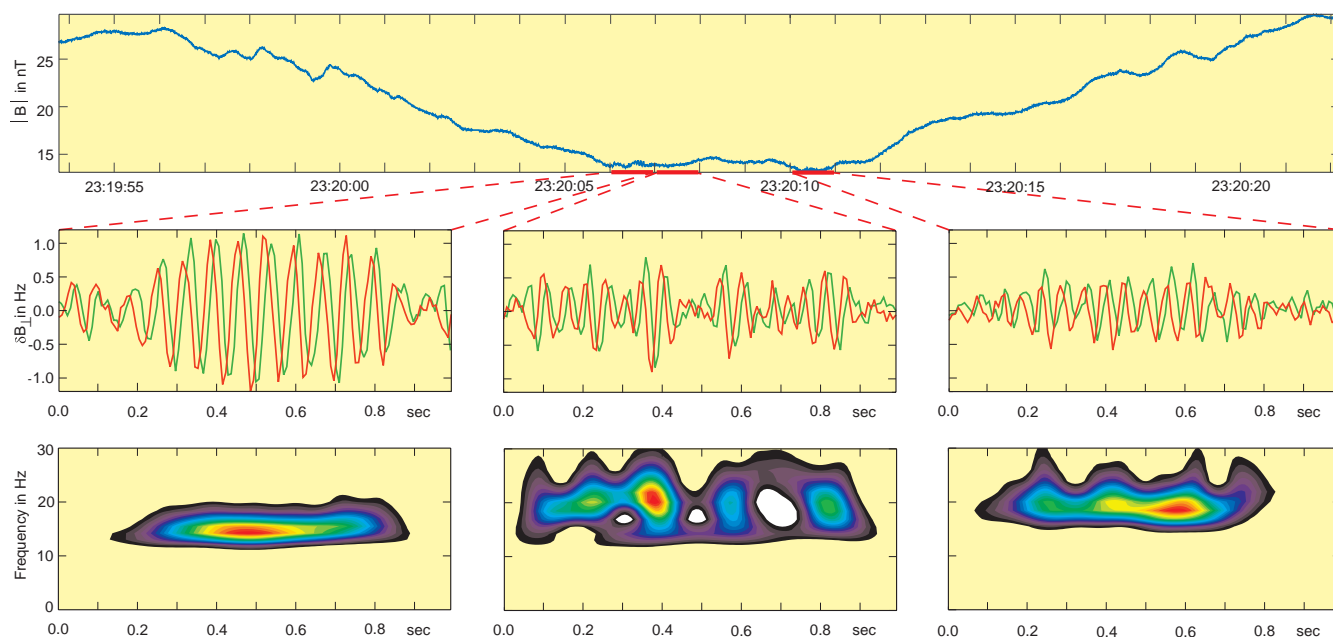 |B| in nT
25
20
15
23:19:55 23:20:00 23:20:05 23:20:10 23:20:15 23:20:20
δB⊥ in Hz
1.0
0.5
0.0
-0.5
-1.0
0.0 0.2 0.4 0.6 0.8 sec
0.0 0.2 0.4 0.6 0.8 sec
0.0 0.2 0.4 0.6 0.8 sec
Frequency in Hz
30
20
10
0
0.0 0.2 0.4 0.6 0.8 sec
0.0 0.2 0.4 0.6 0.8 sec
0.0 0.2 0.4 0.6 0.8 sec